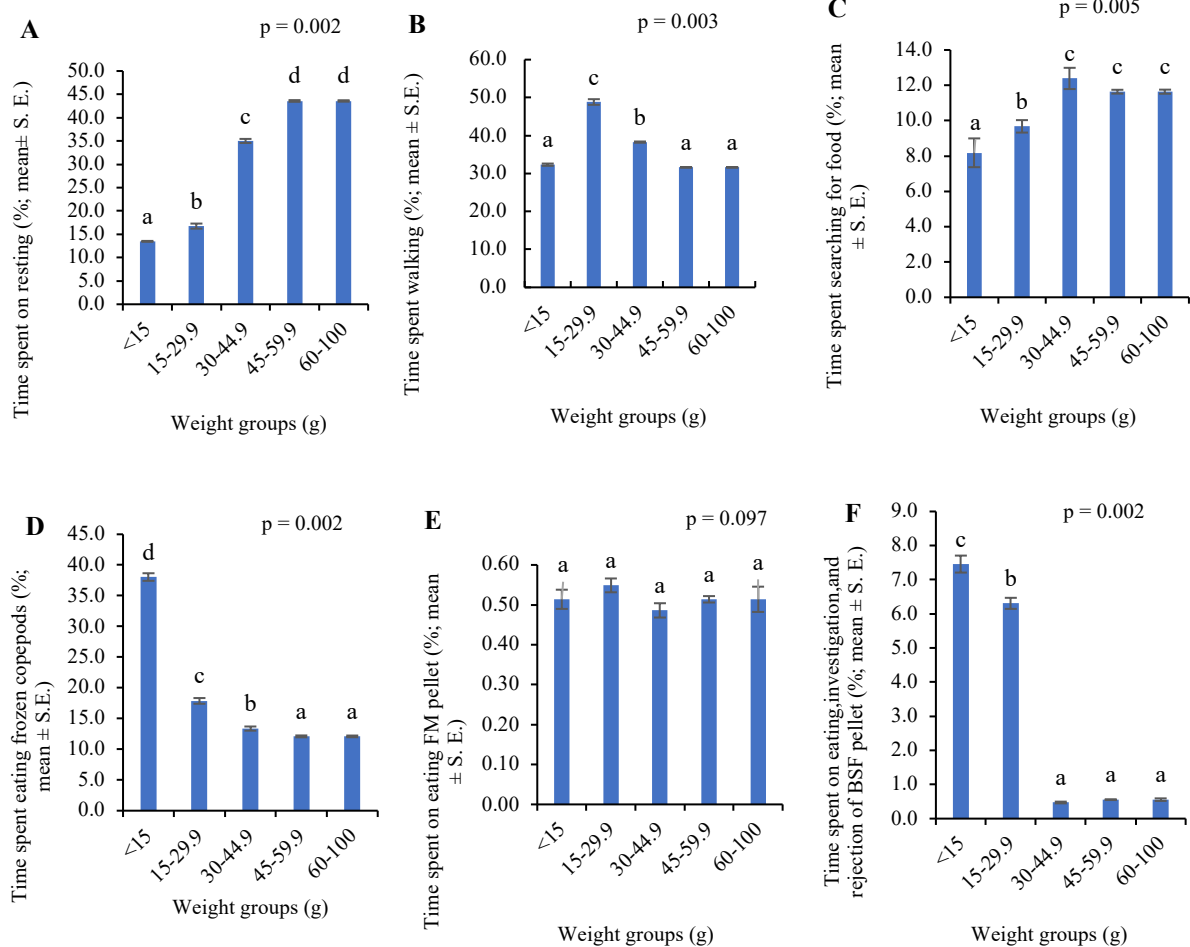 A
p = 0.002
Time spent on resting (%; mean± S. E.)
50.0
45.0
40.0
35.0
30.0
25.0
20.0
15.0
10.0
5.0
0.0
a
b
c
d
d
<15
15-29.9
30-44.9
45-59.9
60-100
Weight groups (g)
B
p = 0.003
Time spent walking (%; mean ± S.E.)
60.0
50.0
40.0
30.0
20.0
10.0
0.0
a
c
b
a
a
<15
15-29.9
30-44.9
45-59.9
60-100
Weight groups (g)
C
p = 0.005
Time spent searching for food (%; mean
± S. E.)
14.0
12.0
10.0
8.0
6.0
4.0
2.0
0.0
a
b
c
c
c
<15
15-29.9
30-44.9
45-59.9
60-100
Weight groups (g)
D
p = 0.002
Time spent eating frozen copepods (%;
mean ± S.E.)
45.0
40.0
35.0
30.0
25.0
20.0
15.0
10.0
5.0
0.0
d
c
b
a
a
<15
15-29.9
30-44.9
45-59.9
60-100
Weight groups (g)
E
p = 0.097
Time spent on eating FM pellet (%; mean
± S. E.)
0.60
0.50
0.40
0.30
0.20
0.10
0.00
a
a
a
a
a
<15
15-29.9
30-44.9
45-59.9
60-100
Weight groups (g)
F
p = 0.002
Time spent on eating,investigation,and
rejection of BSF pellet (%; mean ± S. E.)
9.0
8.0
7.0
6.0
5.0
4.0
3.0
2.0
1.0
0.0
c
b
a
a
a
<15
15-29.9
30-44.9
45-59.9
60-100
Weight groups (g)